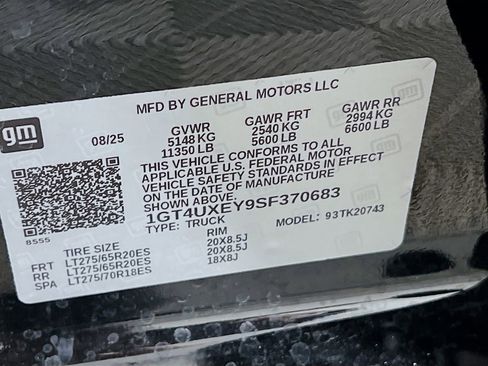 MFD BY GENERAL MOTORS LLC
gm
08/25 GVWR GAWR FRT GAWR RR
5148 KG 2540 KG 2994 KG
11350 LB 5600 LB 6600 LB
THIS VEHICLE CONFORMS TO ALL
APPLICABLE U.S. FEDERAL MOTOR
VEHICLE SAFETY STANDARDS IN EFFECT
ON THE DATE OF MANUFACTURE
1GT4UXEY9SF370683
TYPE: TRUCK MODEL: 93TK20743
8555
TIRE SIZE RIM
FRT LT275/65R20ES 20X8.5J
RR LT275/65R20ES 20X8.5J
SPA LT275/70R18ES 18X8J